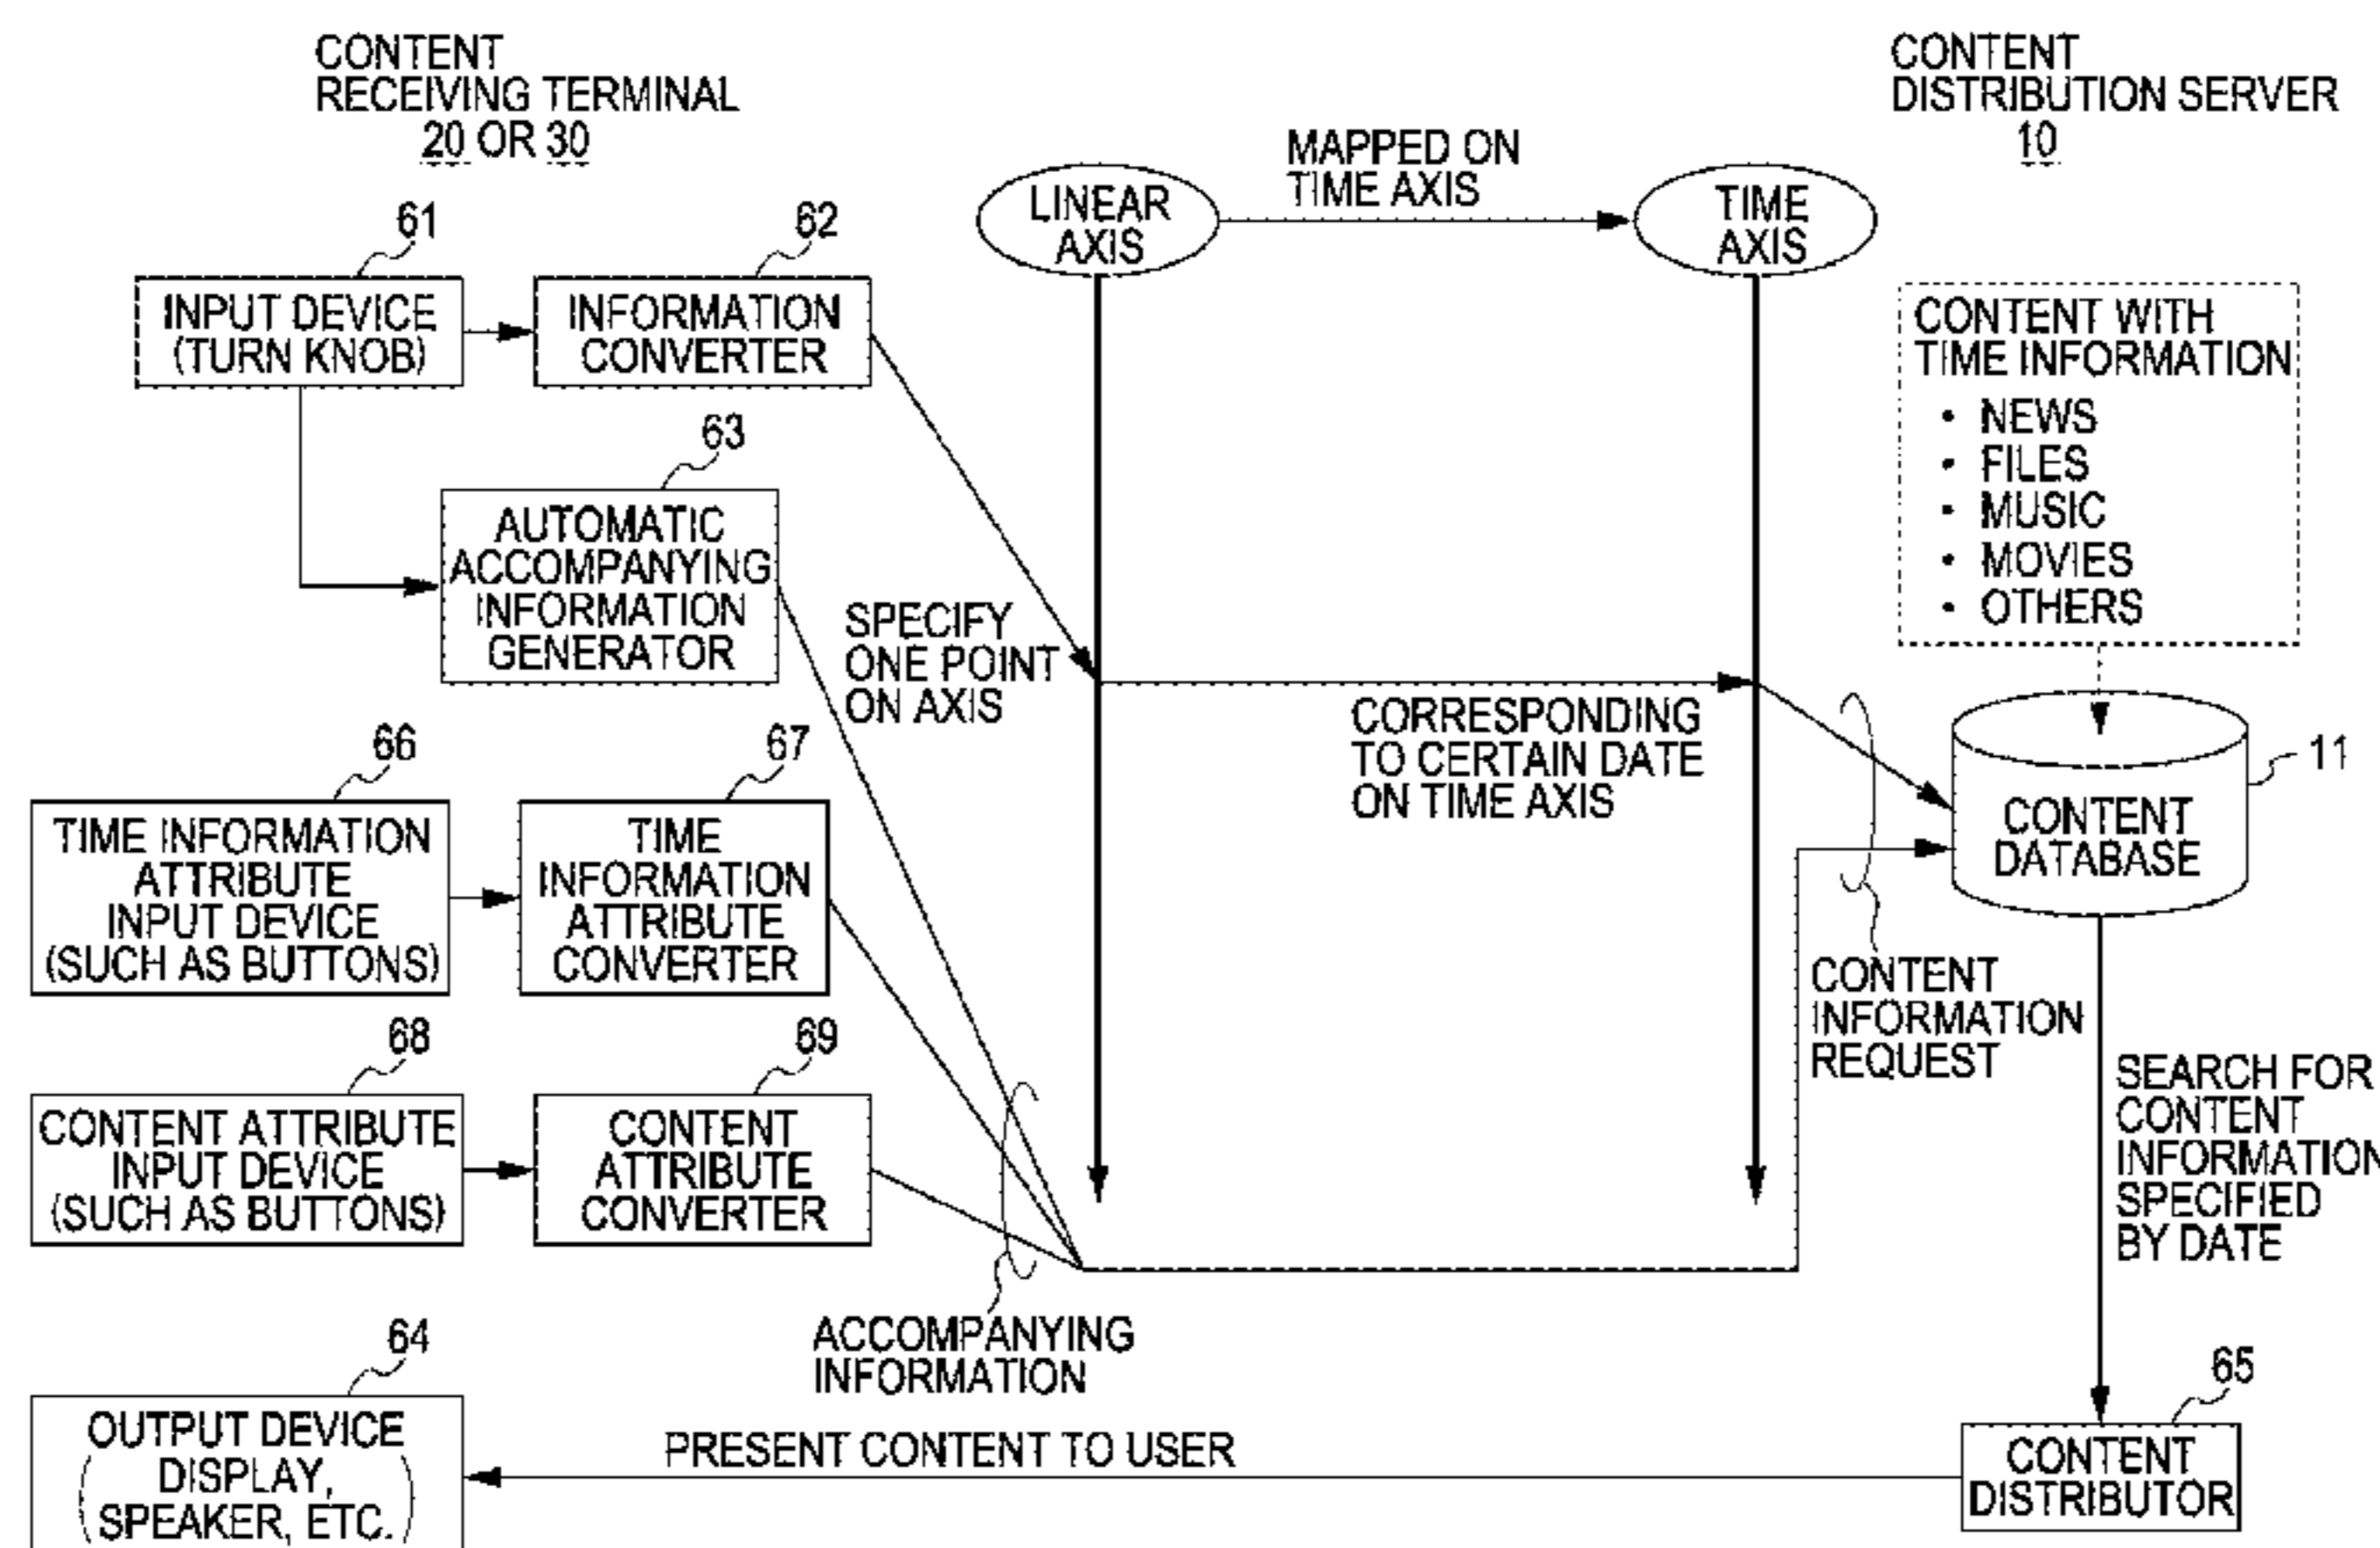 CONTENT
RECEIVING TERMINAL
20 OR 30
CONTENT
DISTRIBUTION SERVER
10
MAPPED ON
TIME AXIS
LINEAR
AXIS
TIME
AXIS
61
62
INPUT DEVICE
(TURN KNOB)
INFORMATION
CONVERTER
CONTENT WITH
TIME INFORMATION
• NEWS
• FILES
• MUSIC
• MOVIES
• OTHERS
63
AUTOMATIC
ACCOMPANYING
INFORMATION
GENERATOR
SPECIFY
ONE POINT
ON AXIS
CORRESPONDING
TO CERTAIN DATE
ON TIME AXIS
11
CONTENT
DATABASE
66
67
TIME INFORMATION
ATTRIBUTE
INPUT DEVICE
(SUCH AS BUTTONS)
TIME
INFORMATION
ATTRIBUTE
CONVERTER
CONTENT
INFORMATION
REQUEST
68
69
CONTENT ATTRIBUTE
INPUT DEVICE
(SUCH AS BUTTONS)
CONTENT
ATTRIBUTE
CONVERTER
SEARCH FOR
CONTENT
INFORMATION
SPECIFIED
BY DATE
ACCOMPANYING
INFORMATION
64
65
OUTPUT DEVICE
(DISPLAY,
SPEAKER, ETC.)
PRESENT CONTENT TO USER
CONTENT
DISTRIBUTOR